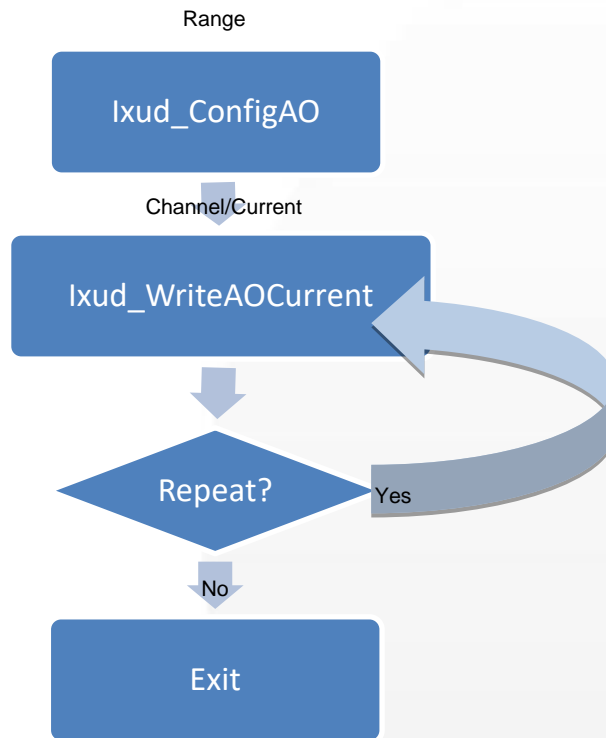 Range
Ixud_ConfigAO
Channel/Current
Ixud_WriteAOCurrent
Repeat?
Yes
No
Exit